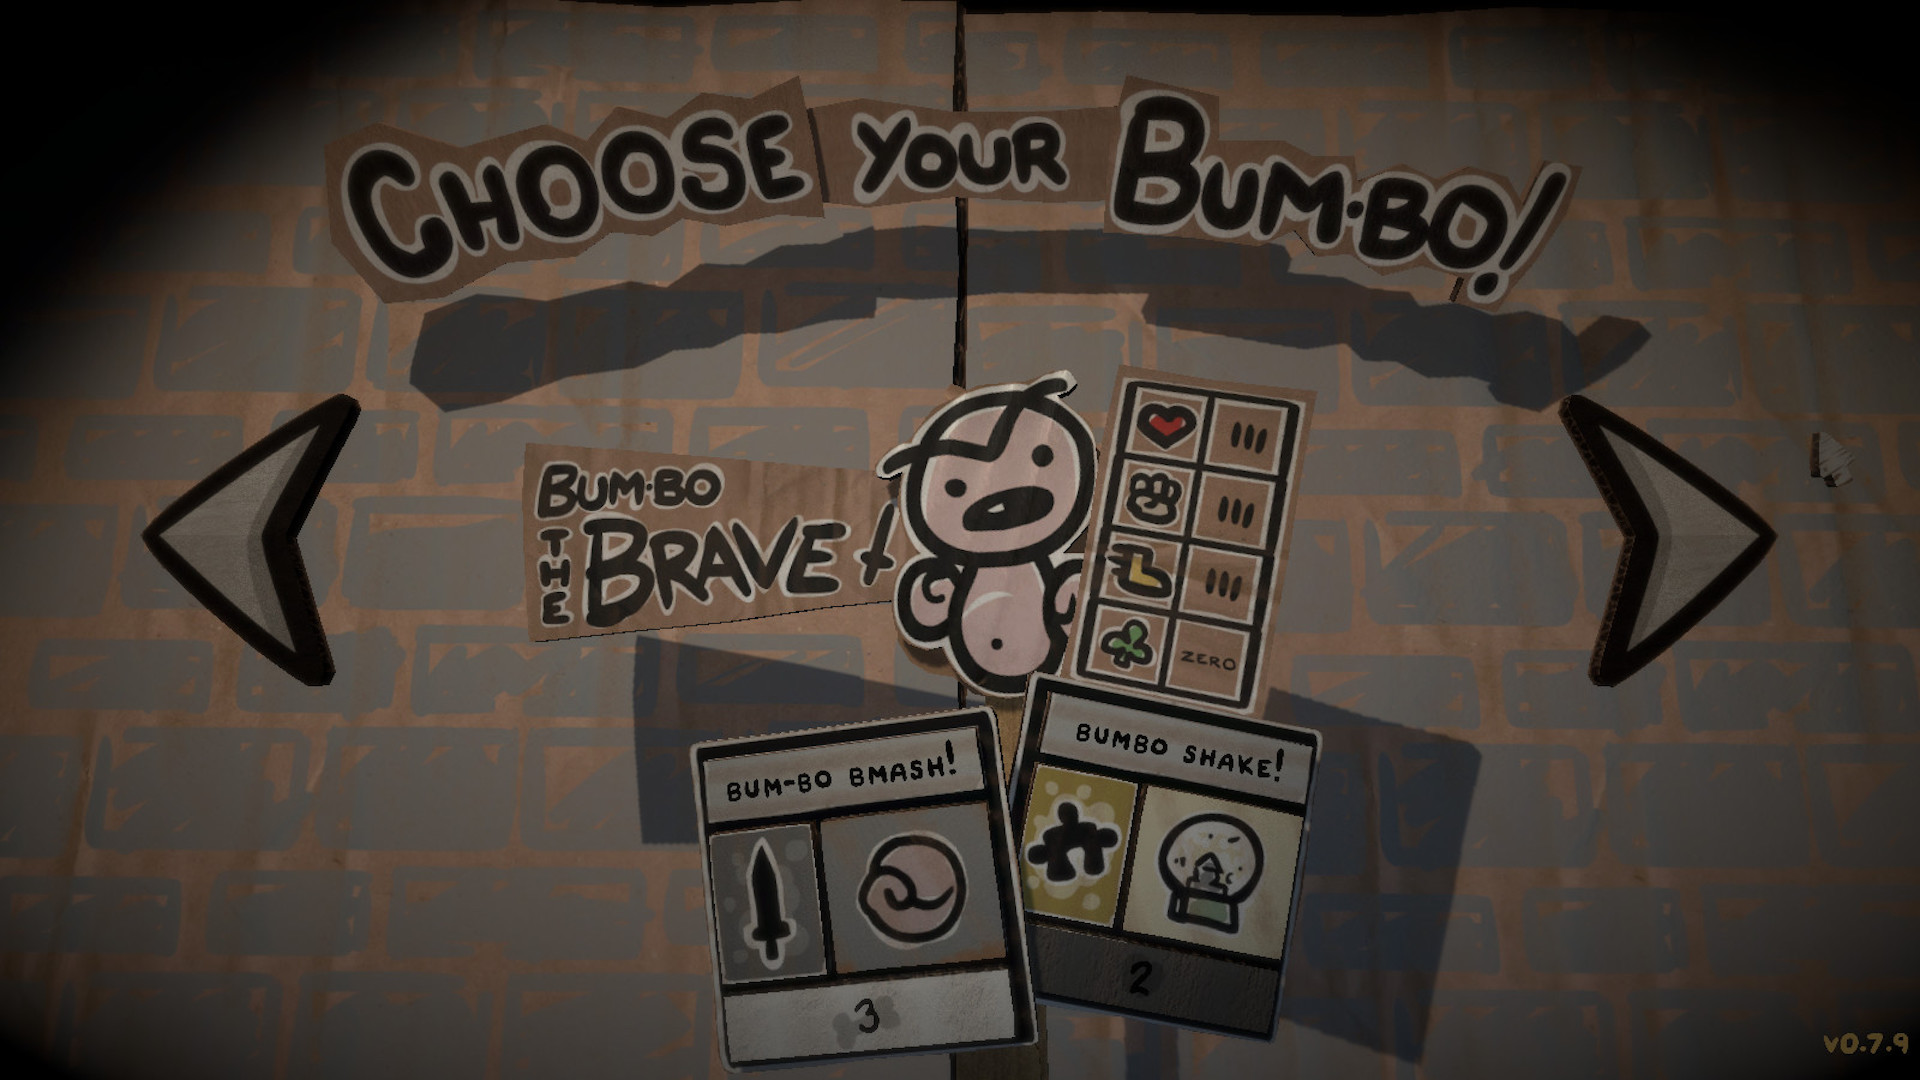 CHOOSE YOUR BUM-BO!
BUM-BO
THE
BRAVE
ZERO
BUM-BO BMASH!
3
BUMBO SHAKE!
2
v0.7.9